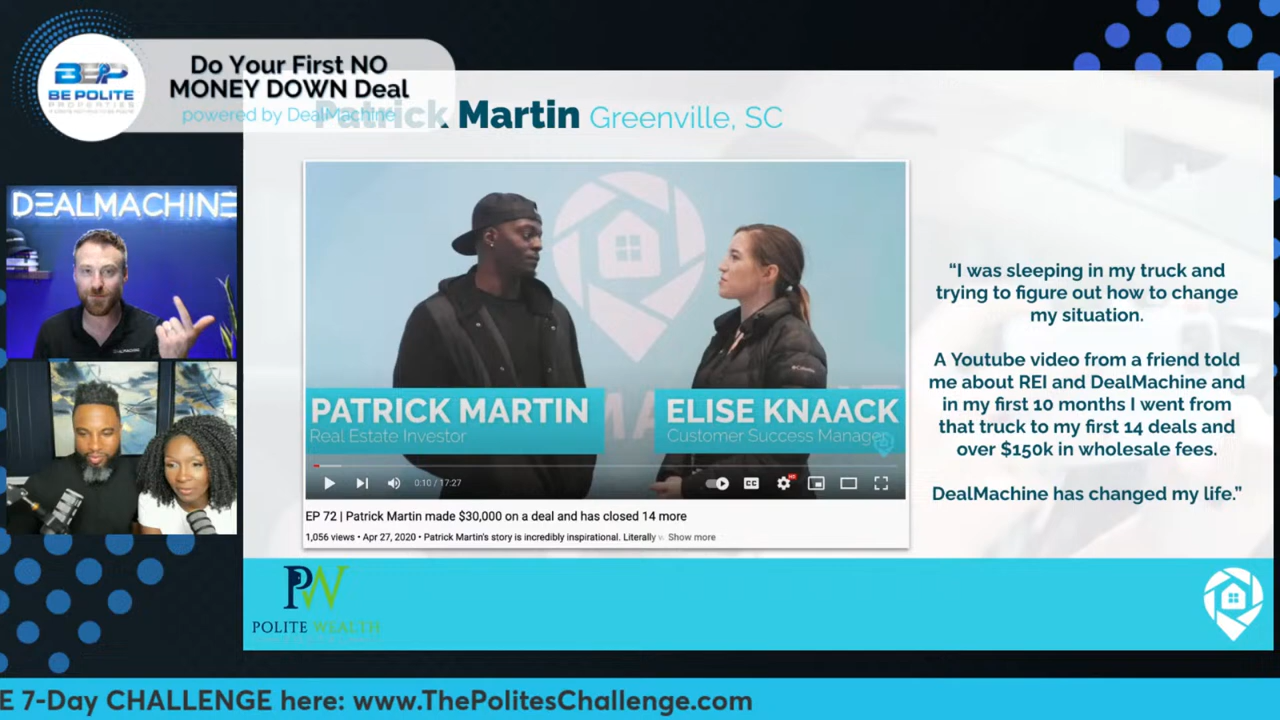 BEP
BE POLITE
PROPERTIES
Do Your First NO
MONEY DOWN Deal
powered by DealMachine
Patrick Martin Greenville, SC
DEALMACHINE
PATRICK MARTIN
Real Estate Investor
ELISE KNAACK
Customer Success Manager
0:10 / 17:27
CC
HD
EP 72 | Patrick Martin made $30,000 on a deal and has closed 14 more
1,056 views • Apr 27, 2020 • Patrick Martin's story is incredibly inspirational. Literally Show more
“I was sleeping in my truck and
trying to figure out how to change
my situation.
A Youtube video from a friend told
me about REI and DealMachine and
in my first 10 months I went from
that truck to my first 14 deals and
over $150k in wholesale fees.
DealMachine has changed my life.”
PW
POLITE WEALTH
E 7-Day CHALLENGE here: www.ThePolitesChallenge.com